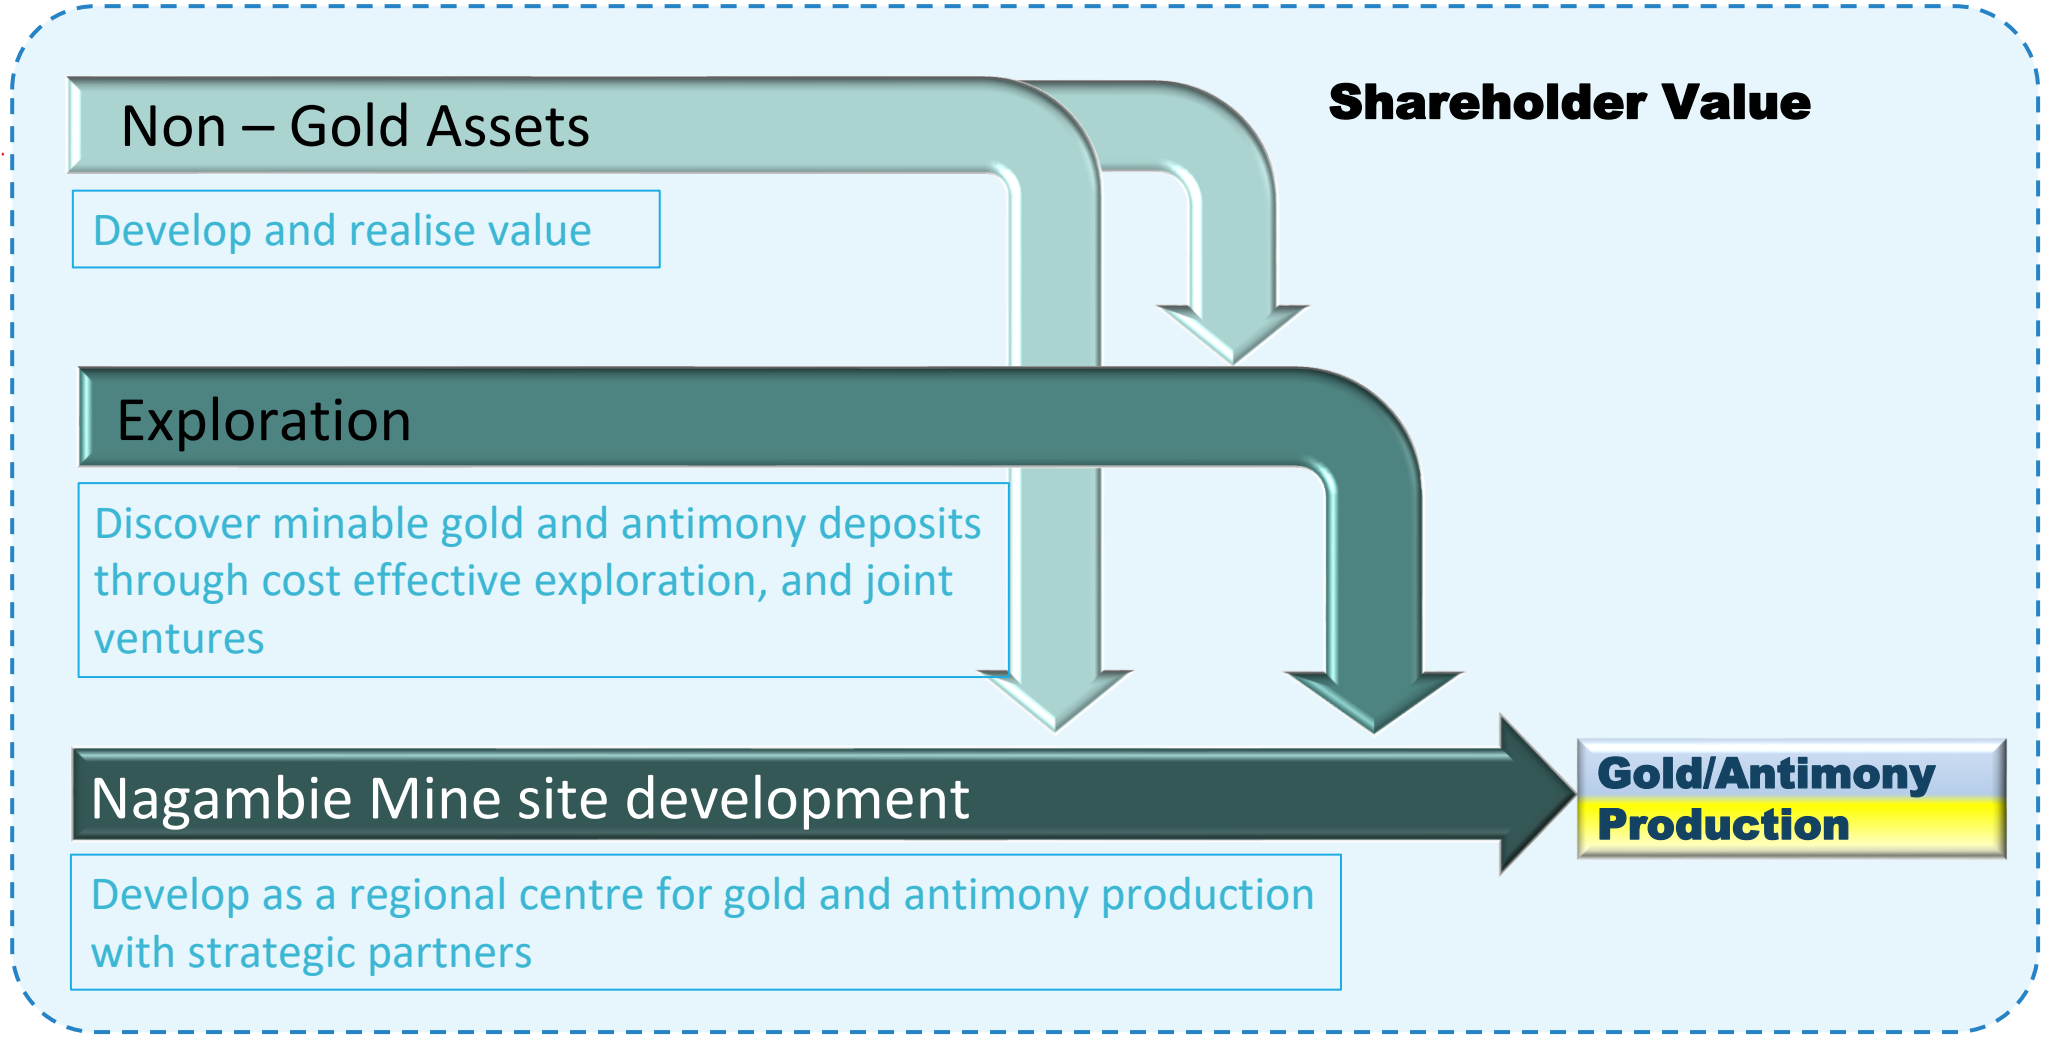 Non – Gold Assets
Shareholder Value
Develop and realise value
Exploration
Discover minable gold and antimony deposits
through cost effective exploration, and joint
ventures
Nagambie Mine site development
Gold/Antimony
Production
Develop as a regional centre for gold and antimony production
with strategic partners